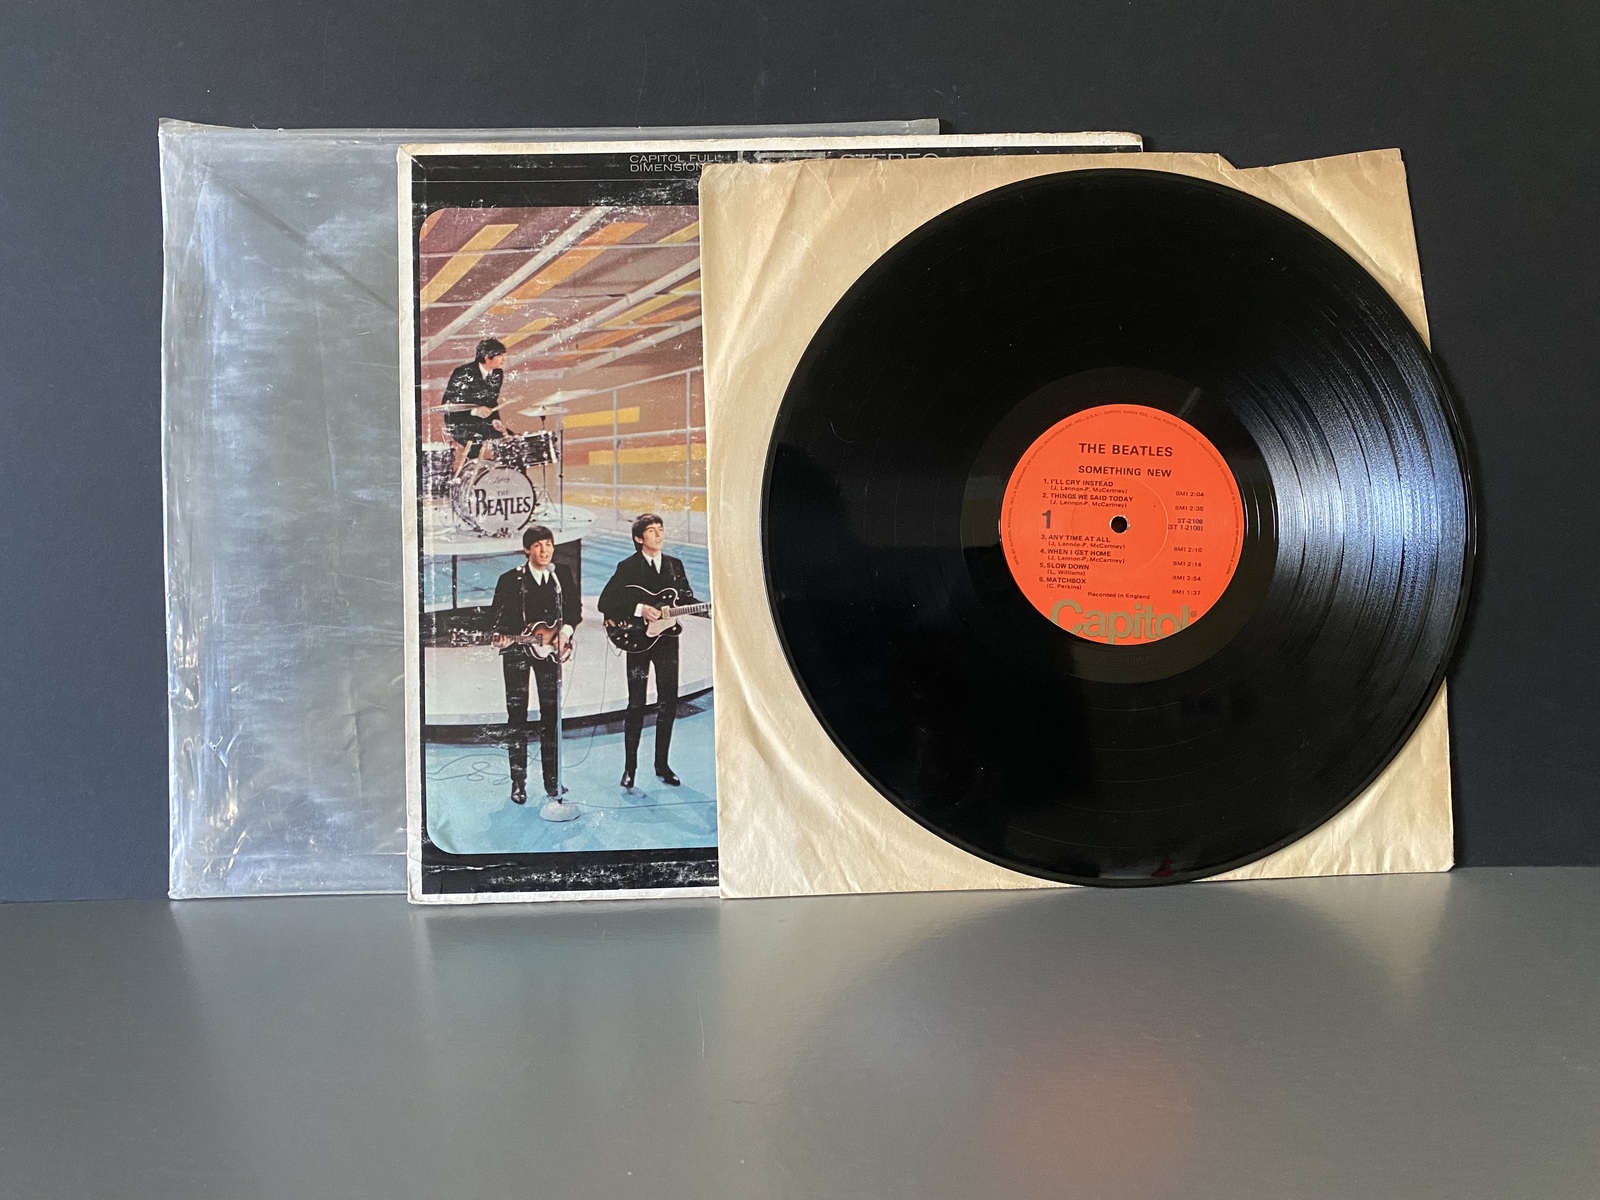 CAPITOL FULL
DIMENSION
STEREO
THE
BEATLES
THE BEATLES
SOMETHING NEW
1. I'LL CRY INSTEAD
(J. Lennon-P. McCartney) BMI 2:04
2. THINGS WE SAID TODAY
(J. Lennon-P. McCartney) BMI 2:35
1 ST-2108
(ST 1-2108)
3. ANY TIME AT ALL
(J. Lennon-P. McCartney) BMI 2:10
4. WHEN I GET HOME
(J. Lennon-P. McCartney) BMI 2:14
5. SLOW DOWN
(L. Williams) BMI 2:54
6. MATCHBOX
(C. Perkins) BMI 1:37
Recorded in England
Capitol®